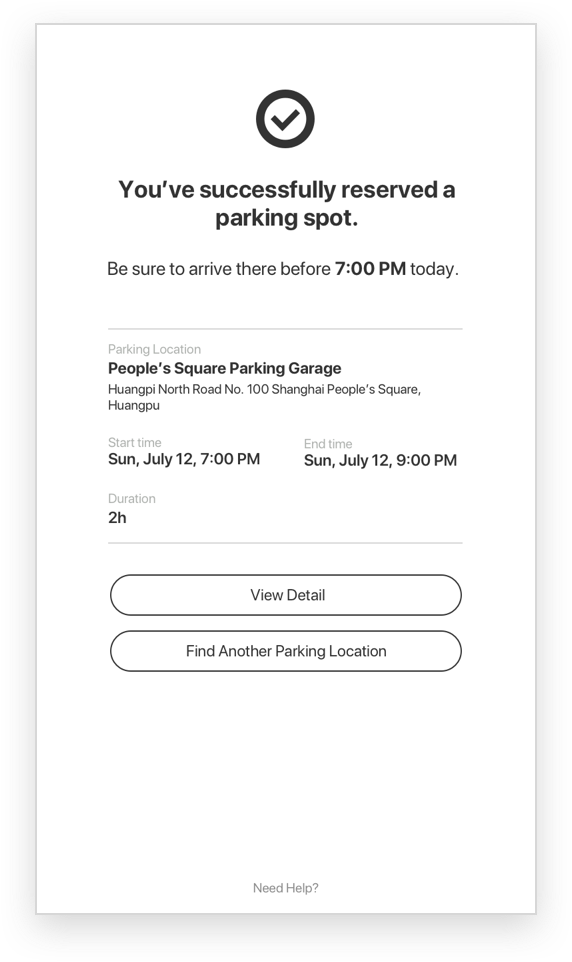 You’ve successfully reserved a
parking spot.
Be sure to arrive there before 7:00 PM today.
Parking Location
People’s Square Parking Garage
Huangpi North Road No. 100 Shanghai People’s Square,
Huangpu
Start time
Sun, July 12, 7:00 PM
End time
Sun, July 12, 9:00 PM
Duration
2h
View Detail
Find Another Parking Location
Need Help?